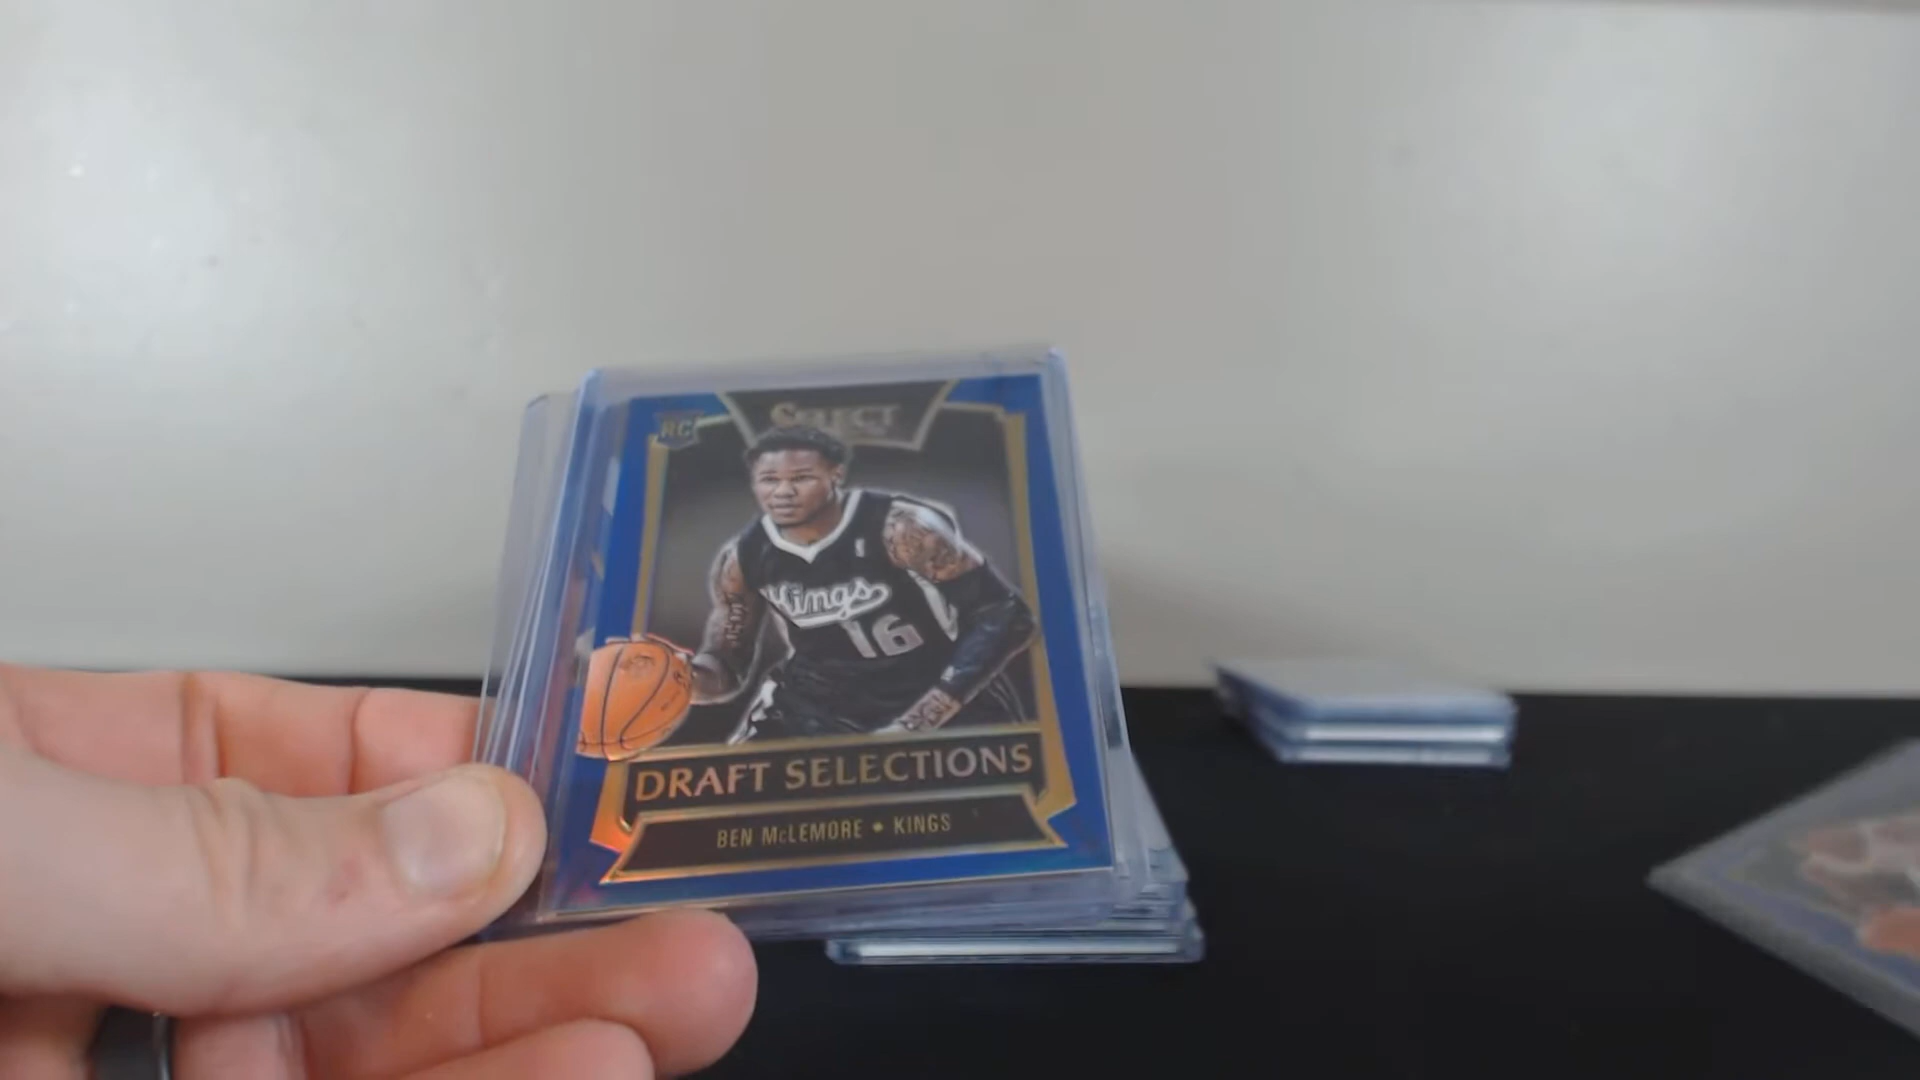 RC
SELECT
Kings
16
DRAFT SELECTIONS
BEN McLEMORE • KINGS